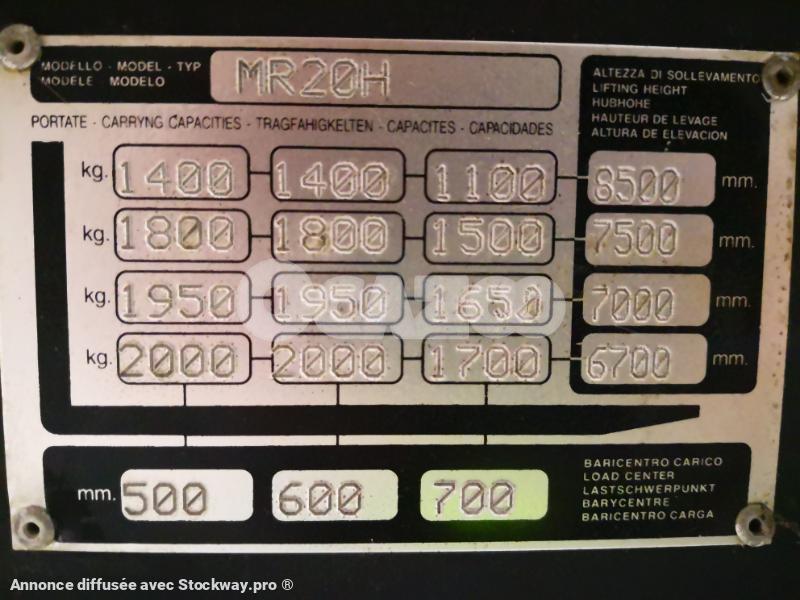 MODELLO - MODEL - TYP
MODELE - MODELO
MR20H
ALTEZZA DI SOLLEVAMENTO
LIFTING HEIGHT
HUBHOHE
HAUTEUR DE LEVAGE
ALTURA DE ELEVACION
PORTATE - CARRYNG CAPACITIES - TRAGFAHIGKELTEN - CAPACITES - CAPACIDADES
kg. 1400 1400 1100 8500 mm.
kg. 1800 1800 1500 7500 mm.
kg. 1950 1950 1650 7000 mm.
kg. 2000 2000 1700 6700 mm.
mm. 500 600 700
BARICENTRO CARICO
LOAD CENTER
LASTSCHWERPUNKT
BARYCENTRE
BARICENTRO CARGA
Annonce diffusée avec Stockway.pro ®